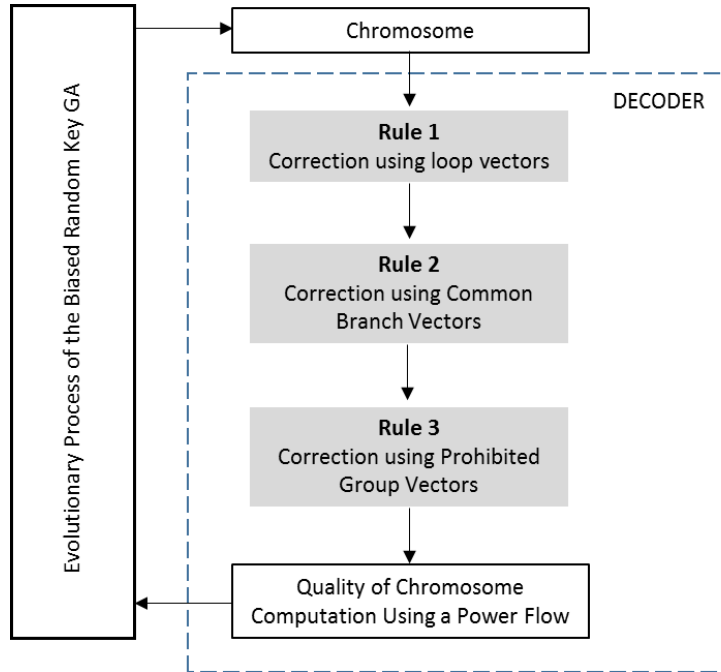 Chromosome
DECODER
Rule 1
Correction using loop vectors
Rule 2
Correction using Common
Branch Vectors
Rule 3
Correction using Prohibited
Group Vectors
Quality of Chromosome
Computation Using a Power Flow
Evolutionary Process of the Biased Random Key GA